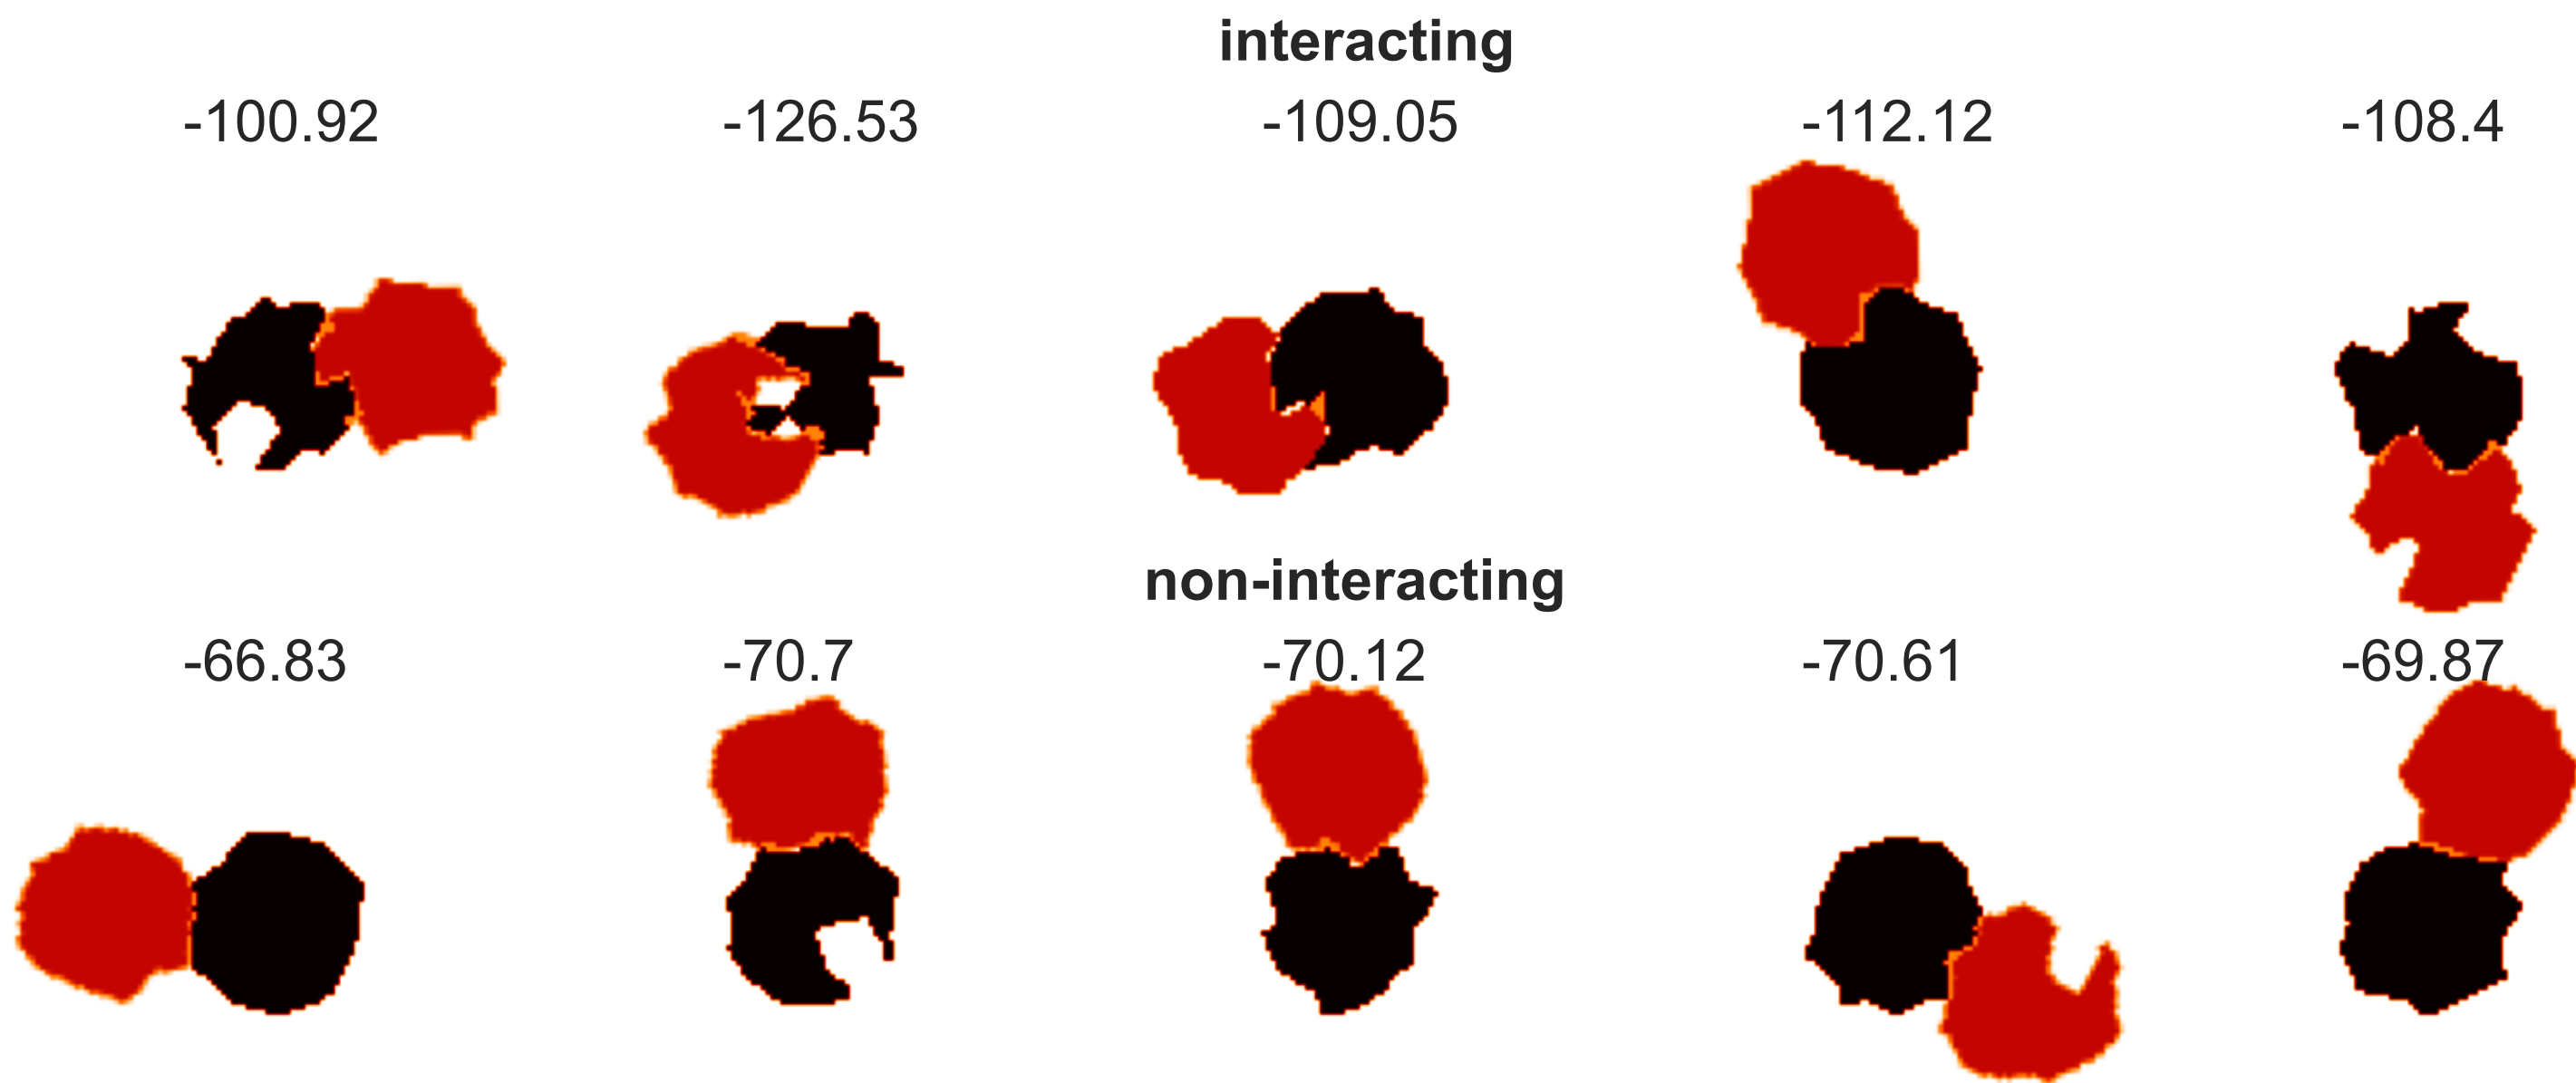 interacting
-100.92 -126.53 -109.05 -112.12 -108.4
non-interacting
-66.83 -70.7 -70.12 -70.61 -69.87